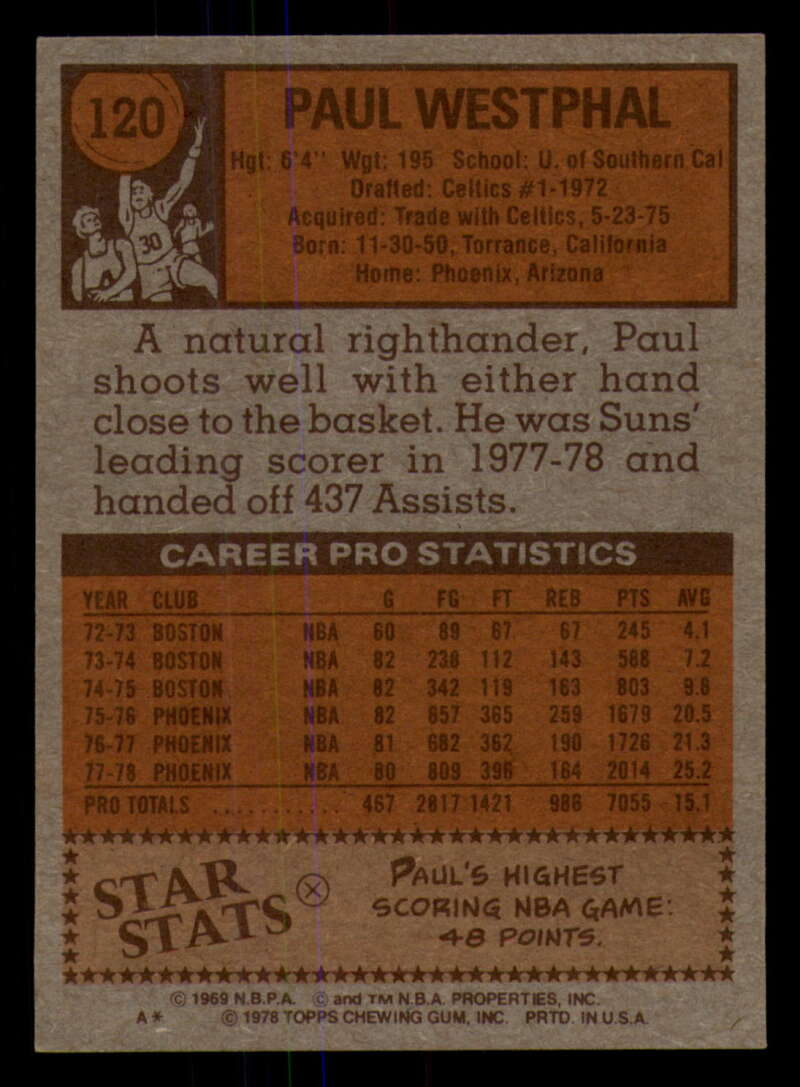 120
PAUL WESTPHAL
Hgt: 6'4" Wgt: 195 School: U. of Southern Cal
Drafted: Celtics #1-1972
Acquired: Trade with Celtics, 5-23-75
Born: 11-30-50, Torrance, California
Home: Phoenix, Arizona
30
A
A natural righthander, Paul
shoots well with either hand
close to the basket. He was Suns'
leading scorer in 1977-78 and
handed off 437 Assists.
CAREER PRO STATISTICS
YEAR CLUB G FG FT REB PTS AVG
72-73 BOSTON NBA 60 89 67 67 245 4.1
73-74 BOSTON NBA 82 238 112 143 588 7.2
74-75 BOSTON NBA 82 342 119 163 803 9.8
75-76 PHOENIX NBA 82 657 365 259 1679 20.5
76-77 PHOENIX NBA 81 682 362 190 1726 21.3
77-78 PHOENIX NBA 80 809 396 164 2014 25.2
PRO TOTALS ............ 467 2817 1421 986 7055 15.1
STAR
STATS
PAUL'S HIGHEST
SCORING NBA GAME:
48 POINTS.
© 1969 N.B.P.A. © and TM N.B.A. PROPERTIES, INC.
A* © 1978 TOPPS CHEWING GUM, INC. PRTD. IN U.S.A.